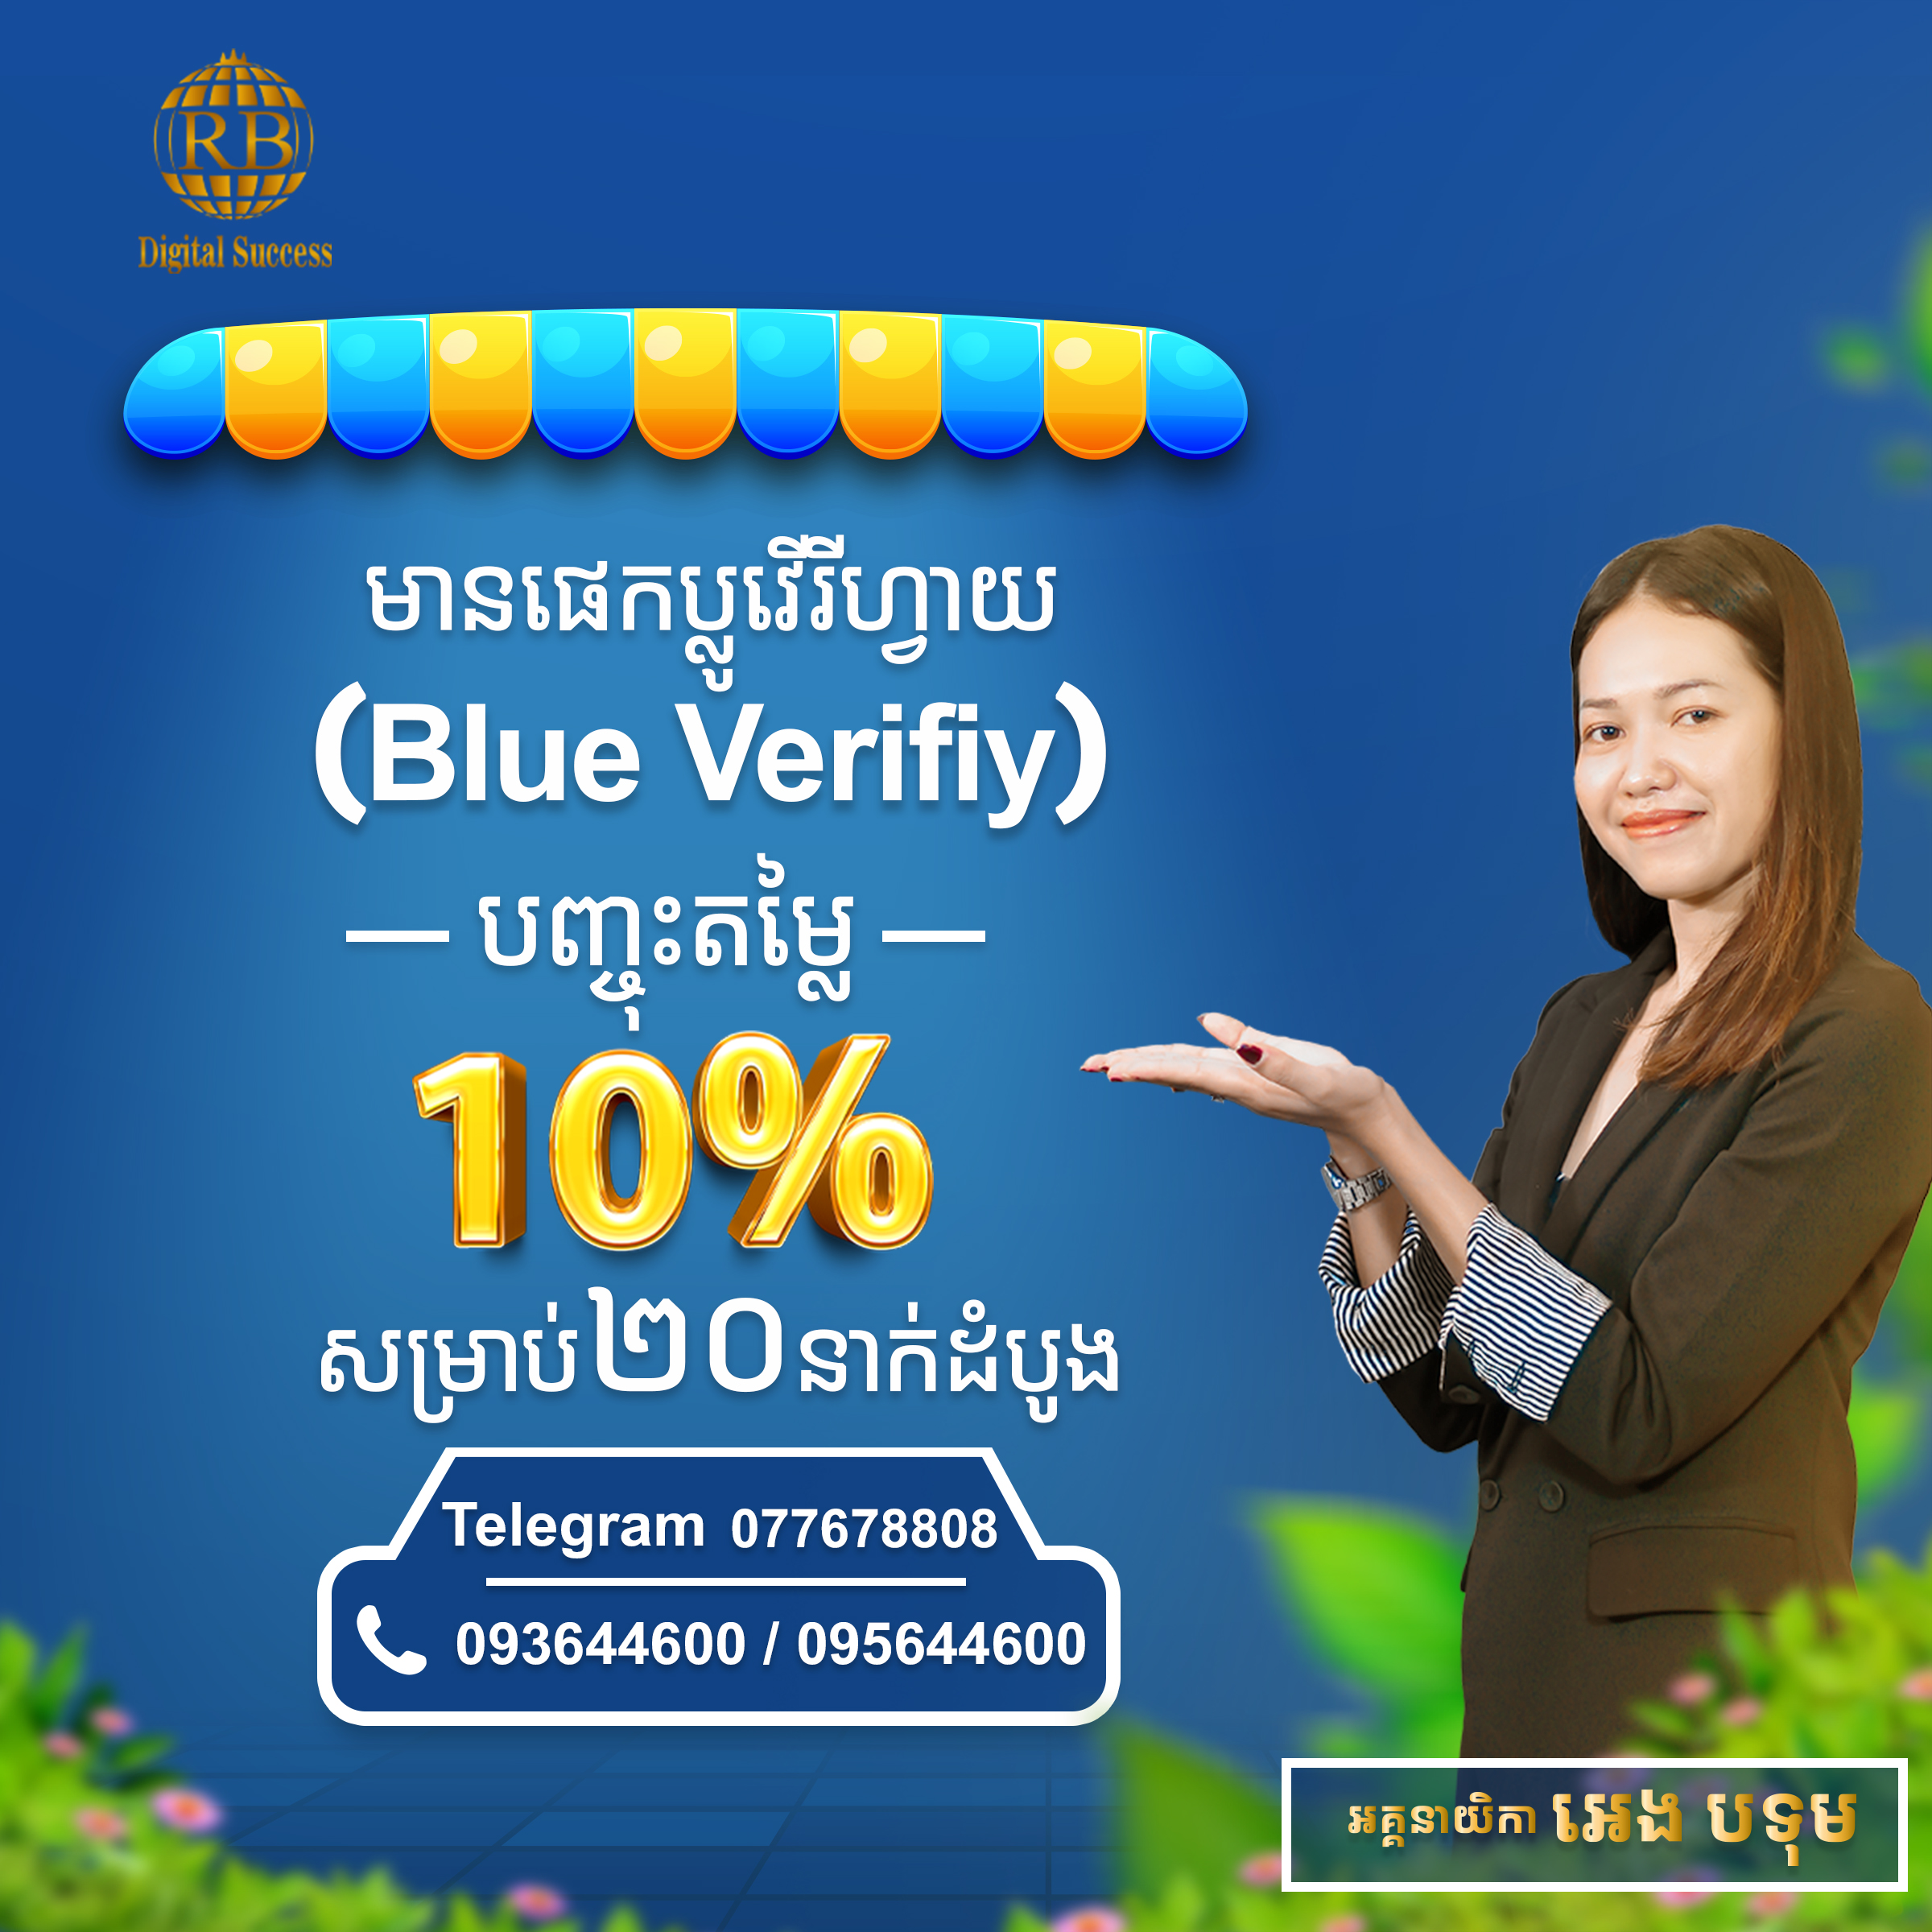 RB
Digital Success
មានផេកប្លូវើរីហ្វាយ
(Blue Verifiy)
បញ្ចុះតម្លៃ
10%
សម្រាប់២០នាក់ដំបូង
Telegram 077678808
093644600 / 095644600
អគ្គនាយិកា អេង បទុម